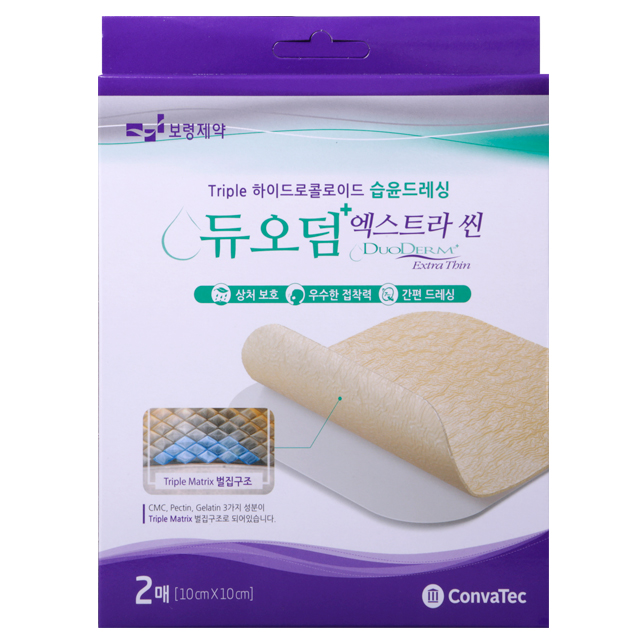 보령제약
Triple 하이드로콜로이드 습윤드레싱
듀오덤+ 엑스트라 씬
DUODERM®
Extra Thin
상처 보호 우수한 접착력 간편 드레싱
Triple Matrix 벌집구조
CMC, Pectin, Gelatin 3가지 성분이
Triple Matrix 벌집구조로 되어있습니다.
2매 [10cmX10cm]
ConvaTec